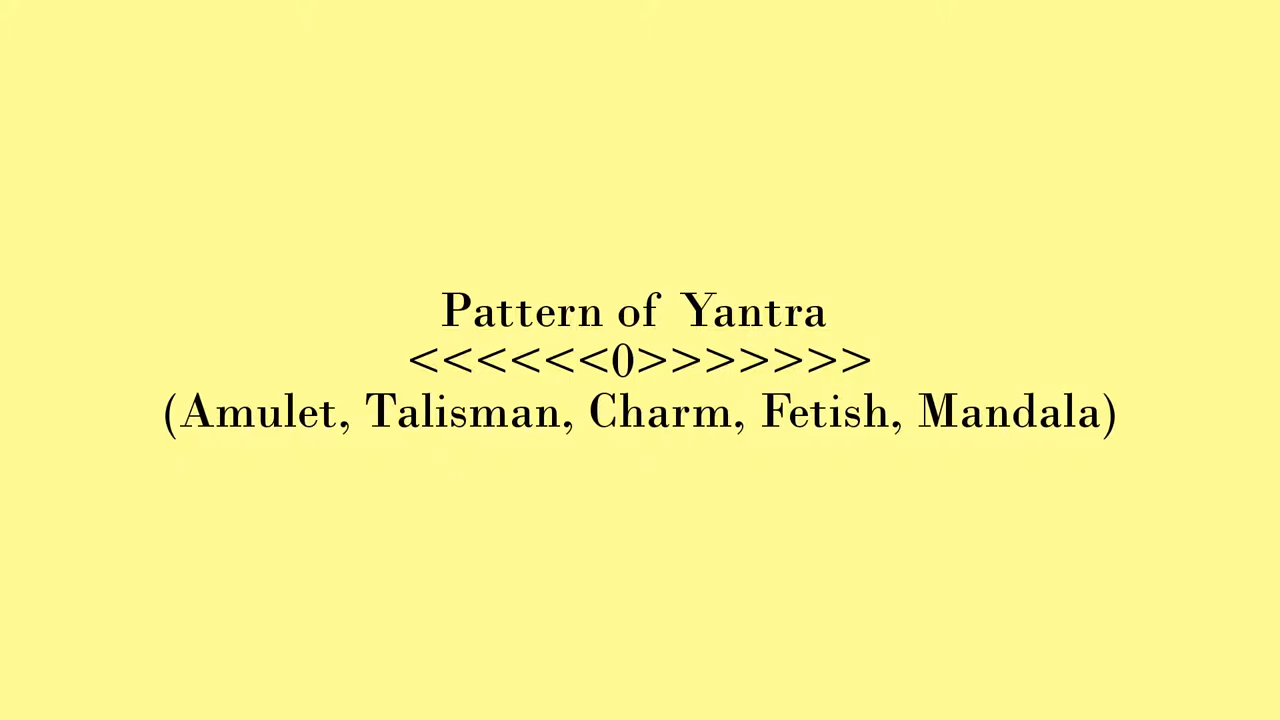 Pattern of Yantra
<<<<<<0>>>>>>>
(Amulet, Talisman, Charm, Fetish, Mandala)